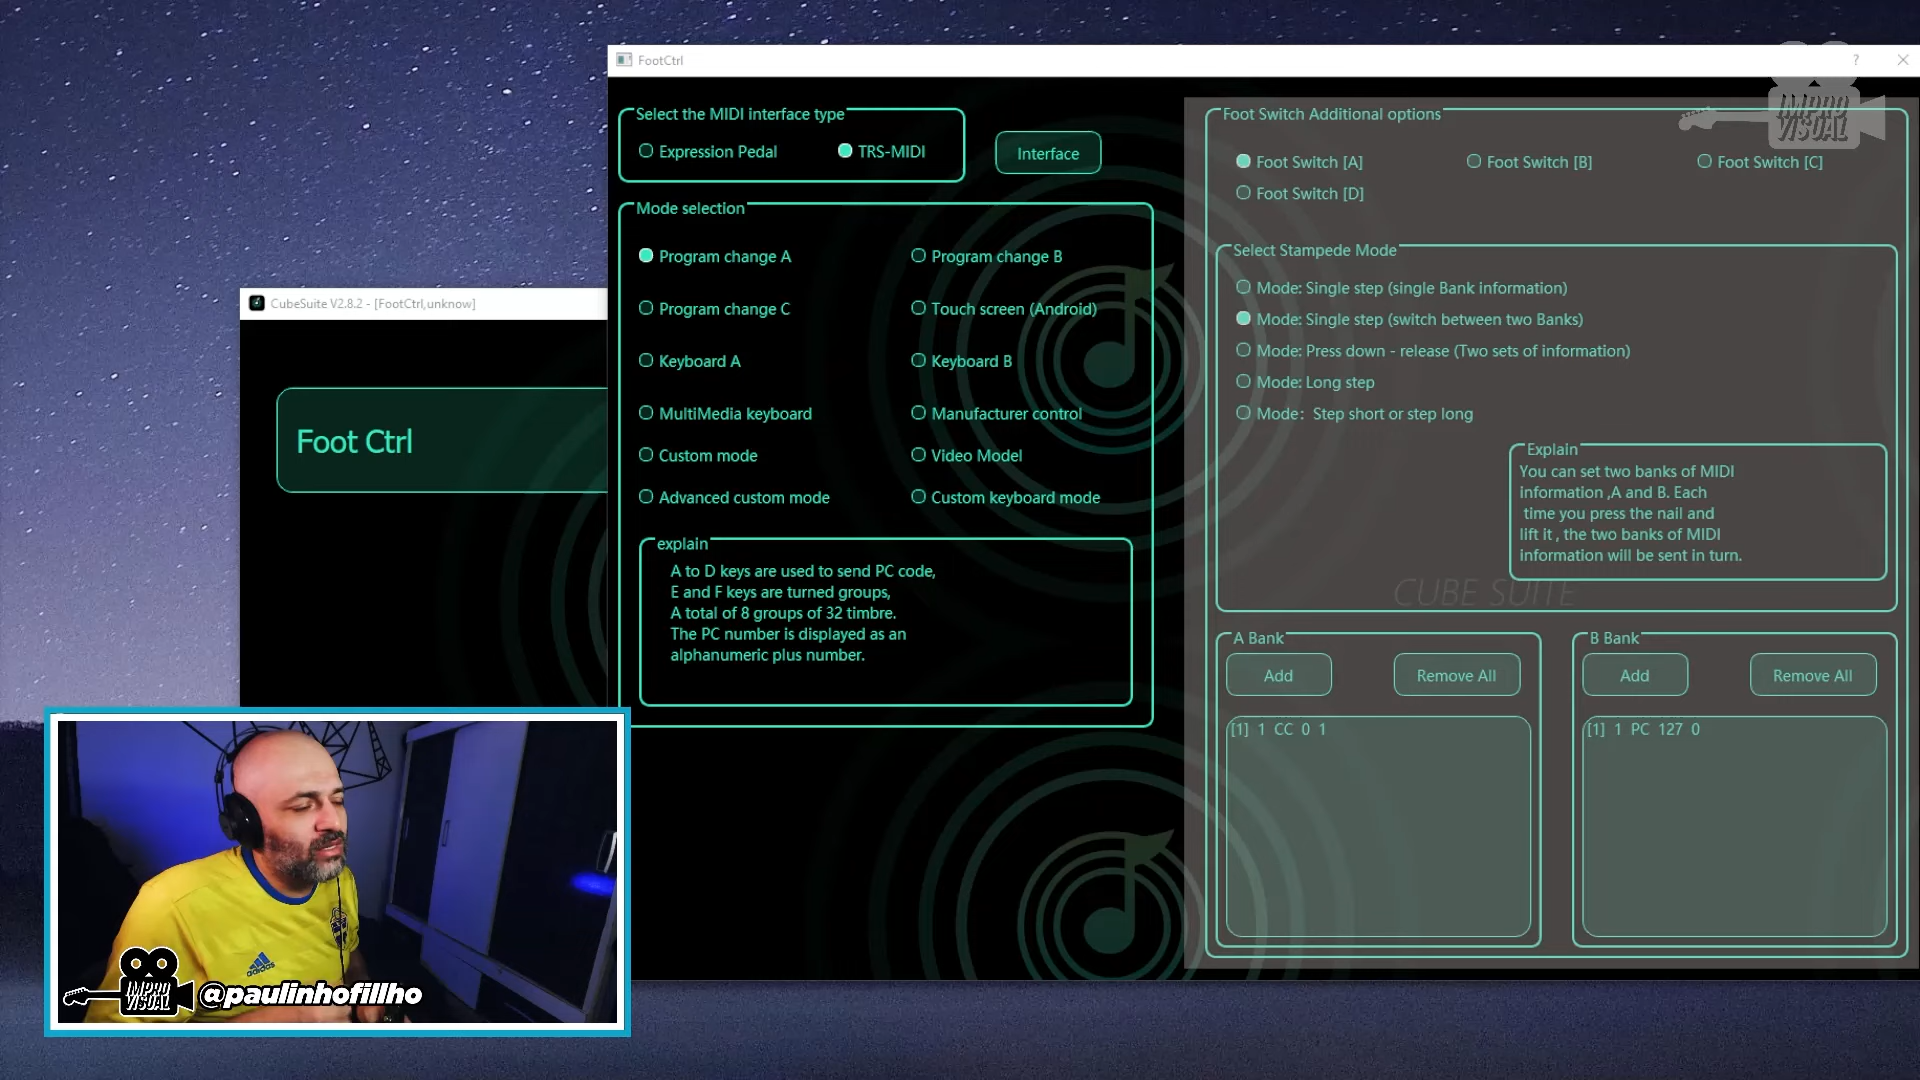 FootCtrl
?
IMPRO
VISUAL
Select the MIDI interface type
Expression Pedal
TRS-MIDI
Interface
Mode selection
Program change A
Program change B
Program change C
Touch screen (Android)
Keyboard A
Keyboard B
MultiMedia keyboard
Manufacturer control
Custom mode
Video Model
Advanced custom mode
Custom keyboard mode
explain
A to D keys are used to send PC code,
E and F keys are turned groups,
A total of 8 groups of 32 timbre.
The PC number is displayed as an
alphanumeric plus number.
Foot Switch Additional options
Foot Switch [A]
Foot Switch [B]
Foot Switch [C]
Foot Switch [D]
Select Stampede Mode
Mode: Single step (single Bank information)
Mode: Single step (switch between two Banks)
Mode: Press down - release (Two sets of information)
Mode: Long step
Mode: Step short or step long
Explain
You can set two banks of MIDI
information ,A and B. Each
time you press the nail and
lift it , the two banks of MIDI
information will be sent in turn.
CUBE SUITE
A Bank
Add
Remove All
[1] 1 CC 0 1
B Bank
Add
Remove All
[1] 1 PC 127 0
CubeSuite V2.8.2 - [FootCtrl,unknow]
Foot Ctrl
adidas
IMPRO
VISUAL
@paulinhofillho